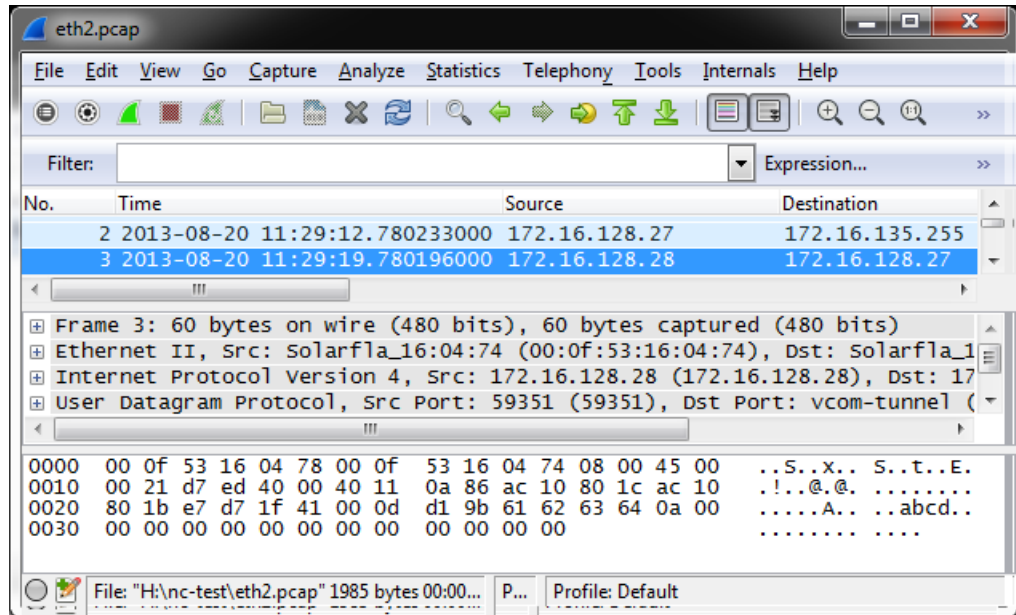 eth2.pcap
File Edit View Go Capture Analyze Statistics Telephony Tools Internals Help
Filter: Expression...
No. Time Source Destination
2 2013-08-20 11:29:12.780233000 172.16.128.27 172.16.135.255
3 2013-08-20 11:29:19.780196000 172.16.128.28 172.16.128.27
Frame 3: 60 bytes on wire (480 bits), 60 bytes captured (480 bits)
Ethernet II, Src: Solarfla_16:04:74 (00:0f:53:16:04:74), Dst: Solarfla_1
Internet Protocol Version 4, Src: 172.16.128.28 (172.16.128.28), Dst: 17
User Datagram Protocol, Src Port: 59351 (59351), Dst Port: vcom-tunnel (
0000 00 0f 53 16 04 78 00 0f 53 16 04 74 08 00 45 00 ..S..x.. S..t..E.
0010 00 21 d7 ed 40 00 40 11 0a 86 ac 10 80 1c ac 10 .!..@.@. ........
0020 80 1b e7 d7 1f 41 00 0d d1 9b 61 62 63 64 0a 00 .....A.. ..abcd..
0030 00 00 00 00 00 00 00 00 00 00 00 00 ........ ....
File: "H:\nc-test\eth2.pcap" 1985 bytes 00:00... P... Profile: Default